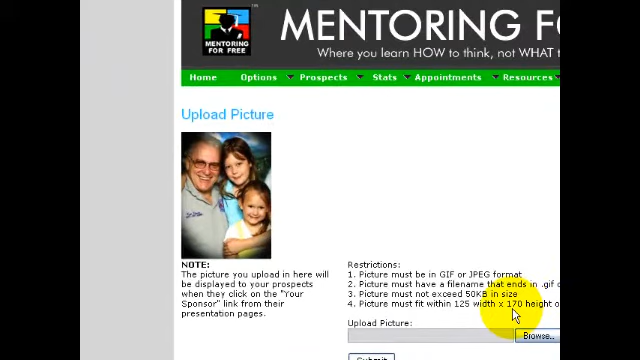 MENTORING FO
MENTORING
FOR FREE
Where you learn HOW to think, not WHAT t
Home Options Prospects Stats Appointments Resources
Upload Picture
NOTE:
The picture you upload in here will
be displayed to your prospects
when they click on the "Your
Sponsor" link from their
presentation pages.
Restrictions:
1. Picture must be in GIF or JPEG format
2. Picture must have a filename that ends in .gif o
3. Picture must not exceed 50KB in size
4. Picture must fit within 125 width x 170 height o
Upload Picture:
Browse...
Submit